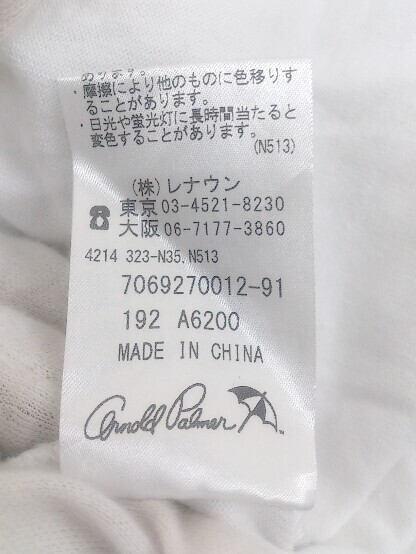 あります。
・摩擦により他のものに色移りす
ることがあります。
・日光や蛍光灯に長時間当たると
変色することがあります。
(N513)
(株)レナウン
☎東京 03-4521-8230
大阪 06-7177-3860
4214 323-N35,N513
7069270012-91
192 A6200
MADE IN CHINA
Arnold Palmer